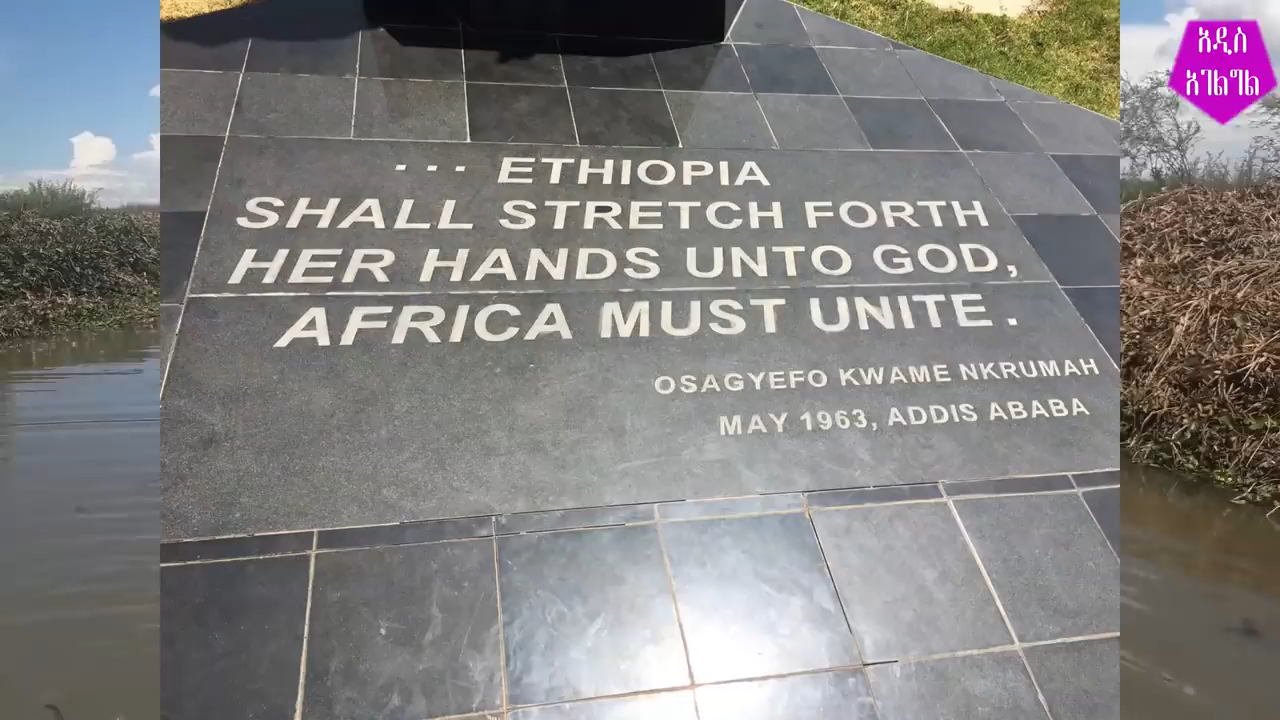 ... ETHIOPIA
SHALL STRETCH FORTH
HER HANDS UNTO GOD,
AFRICA MUST UNITE.
OSAGYEFO KWAME NKRUMAH
MAY 1963, ADDIS ABABA
አዲስ
አገልግል